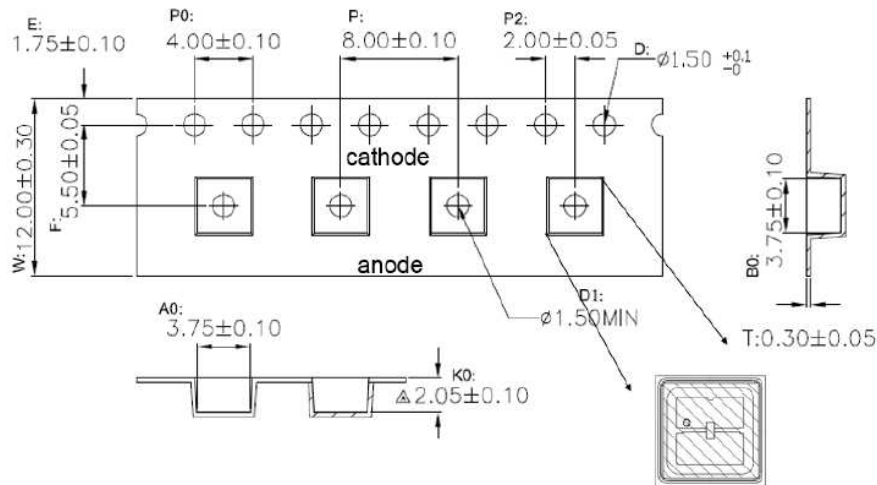 E:
1.75±0.10
P0:
4.00±0.10
P:
8.00±0.10
P2:
2.00±0.05
D:
Ø1.50 +0.1 -0
W:12.00±0.30
F:
5.50±0.05
cathode
anode
B0:
3.75±0.10
A0:
3.75±0.10
D1:
Ø1.50MIN
T:0.30±0.05
K0:
2.05±0.10